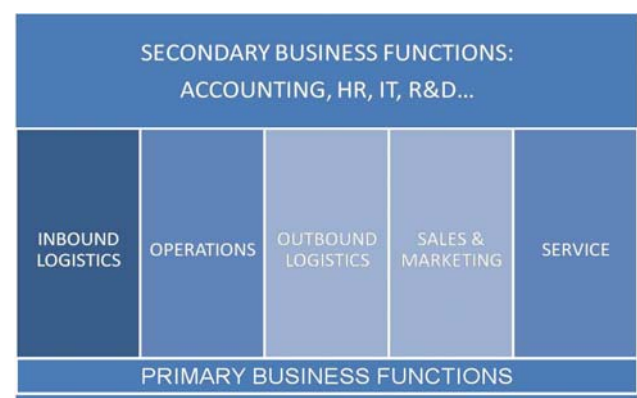 SECONDARY BUSINESS FUNCTIONS:
ACCOUNTING, HR, IT, R&D...
INBOUND
LOGISTICS
OPERATIONS
OUTBOUND
LOGISTICS
SALES &
MARKETING
SERVICE
PRIMARY BUSINESS FUNCTIONS